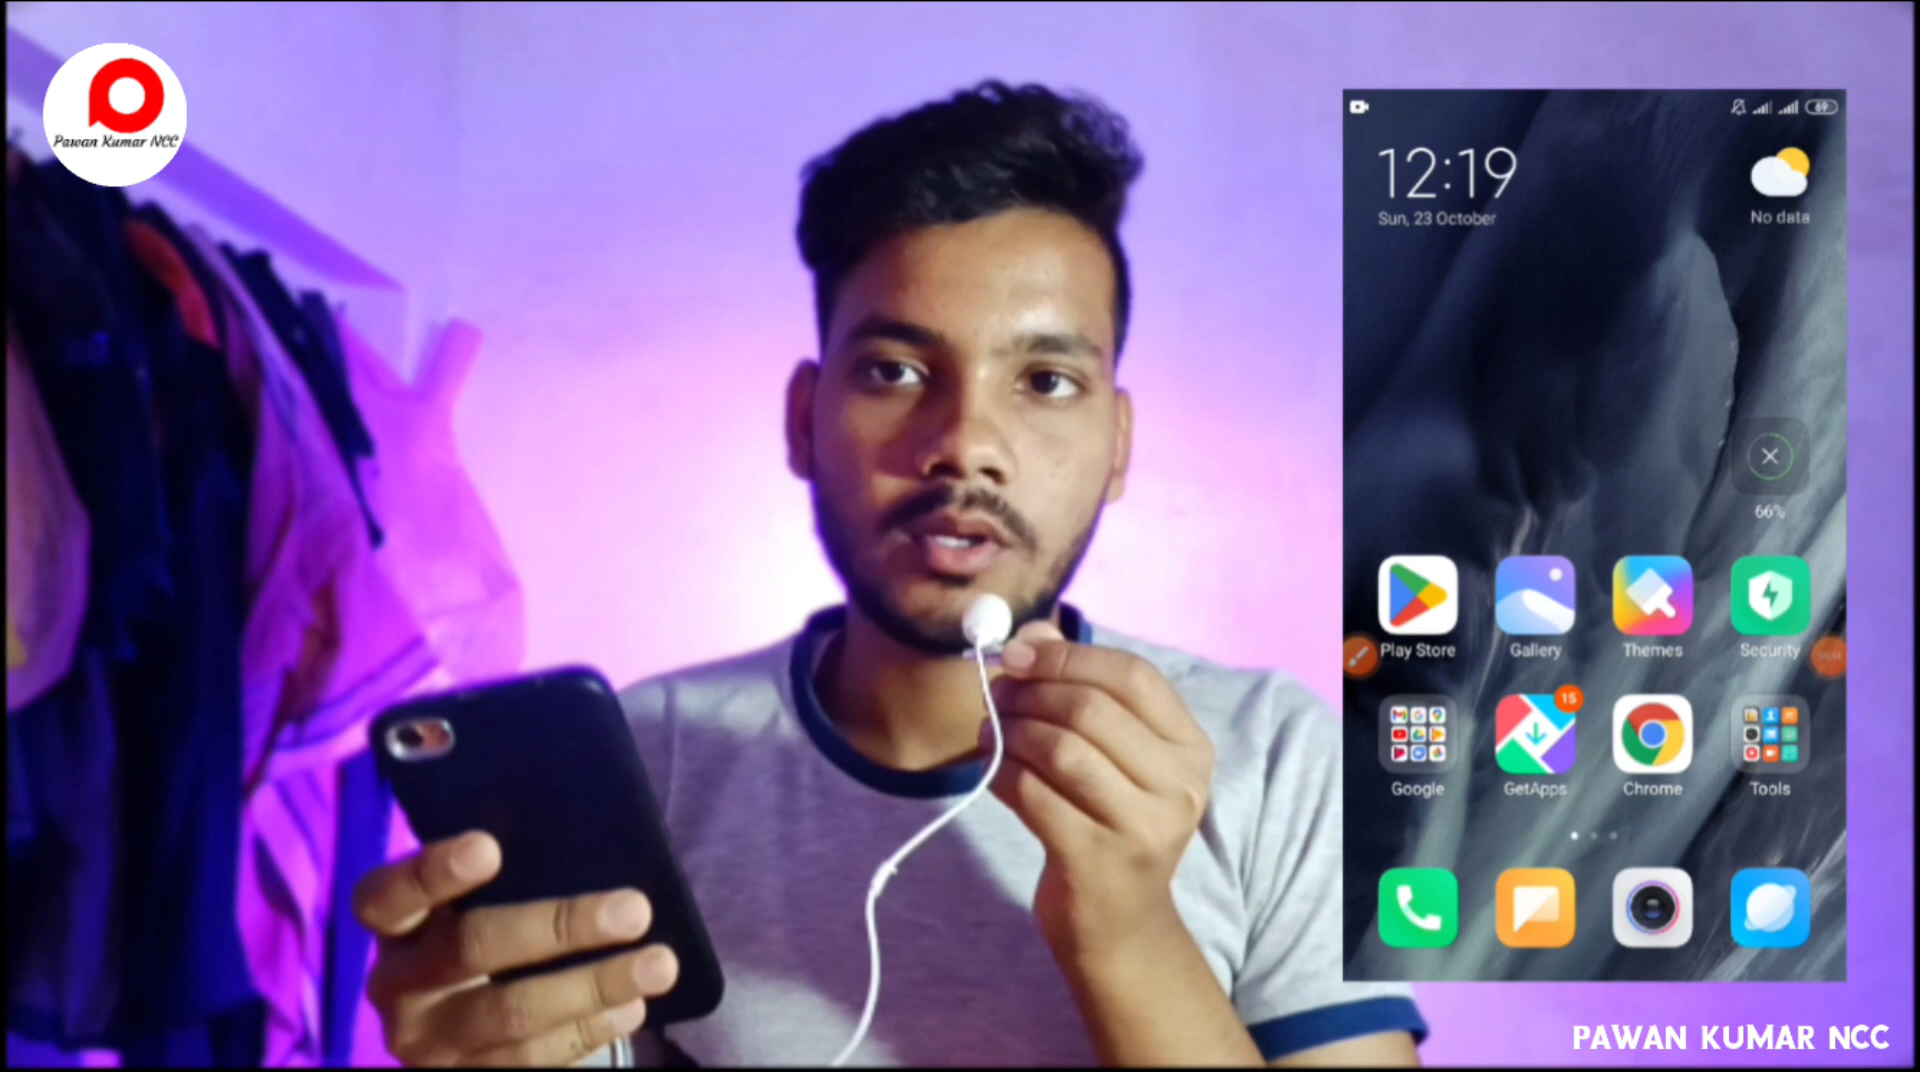 Pawan Kumar NCC
69
12:19
Sun, 23 October
No data
66%
Play Store
Gallery
Themes
Security
15
Google
GetApps
Chrome
Tools
PAWAN KUMAR NCC